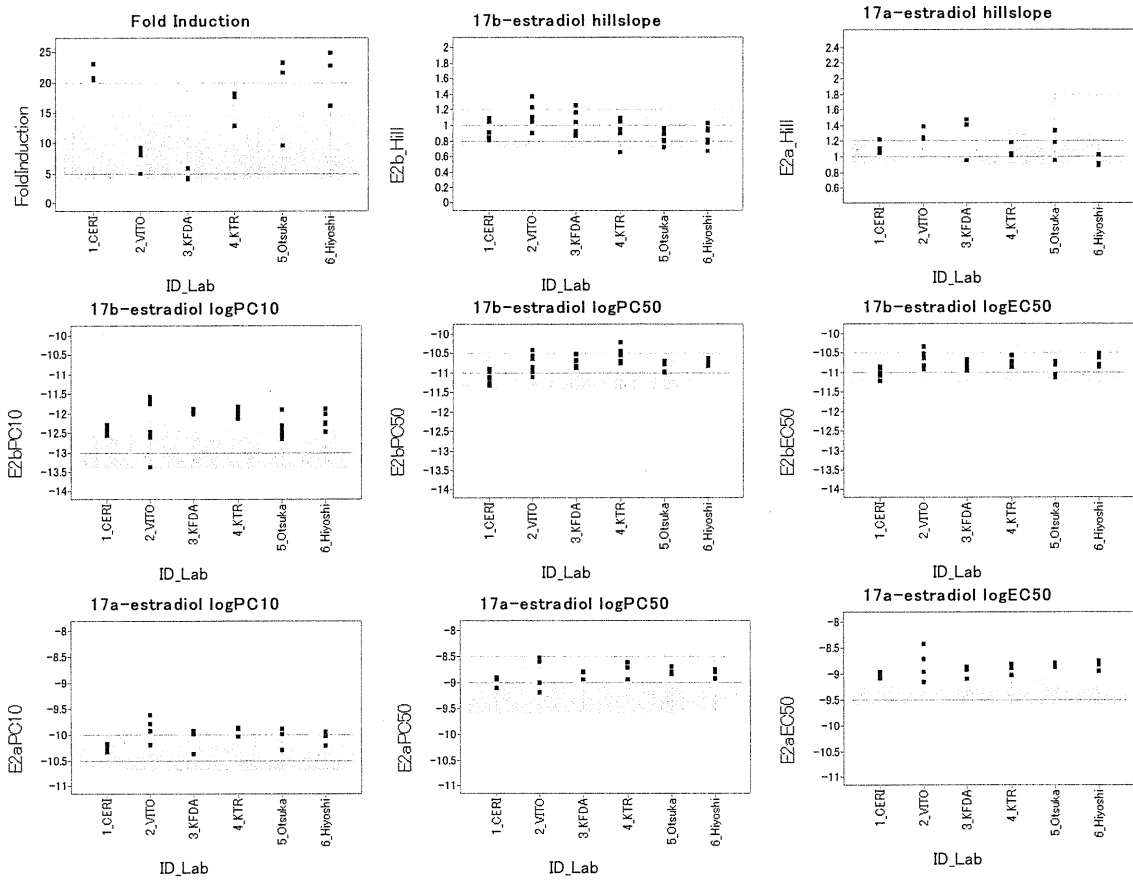 Fold Induction
FoldInduction
25
20
15
10
5
0
1_CERI
2_VITO
3_KFDA
4_KTR
5_Otsuka
6_Hiyoshi
ID_Lab
17b-estradiol hillslope
E2b_Hill
2
1.8
1.6
1.4
1.2
1
0.8
0.6
0.4
0.2
0
1_CERI
2_VITO
3_KFDA
4_KTR
5_Otsuka
6_Hiyoshi
ID_Lab
17a-estradiol hillslope
E2a_Hill
2.4
2.2
2
1.8
1.6
1.4
1.2
1
0.8
0.6
1_CERI
2_VITO
3_KFDA
4_KTR
5_Otsuka
6_Hiyoshi
ID_Lab
17b-estradiol logPC10
E2bPC10
-10
-10.5
-11
-11.5
-12
-12.5
-13
-13.5
-14
1_CERI
2_VITO
3_KFDA
4_KTR
5_Otsuka
6_Hiyoshi
ID_Lab
17b-estradiol logPC50
E2bPC50
-10
-10.5
-11
-11.5
-12
-12.5
-13
-13.5
-14
1_CERI
2_VITO
3_KFDA
4_KTR
5_Otsuka
6_Hiyoshi
ID_Lab
17b-estradiol logEC50
E2bEC50
-10
-10.5
-11
-11.5
-12
-12.5
-13
-13.5
-14
1_CERI
2_VITO
3_KFDA
4_KTR
5_Otsuka
6_Hiyoshi
ID_Lab
17a-estradiol logPC10
E2aPC10
-8
-8.5
-9
-9.5
-10
-10.5
-11
1_CERI
2_VITO
3_KFDA
4_KTR
5_Otsuka
6_Hiyoshi
ID_Lab
17a-estradiol logPC50
E2aPC50
-8
-8.5
-9
-9.5
-10
-10.5
-11
1_CERI
2_VITO
3_KFDA
4_KTR
5_Otsuka
6_Hiyoshi
ID_Lab
17a-estradiol logEC50
E2aEC50
-8
-8.5
-9
-9.5
-10
-10.5
-11
1_CERI
2_VITO
3_KFDA
4_KTR
5_Otsuka
6_Hiyoshi
ID_Lab